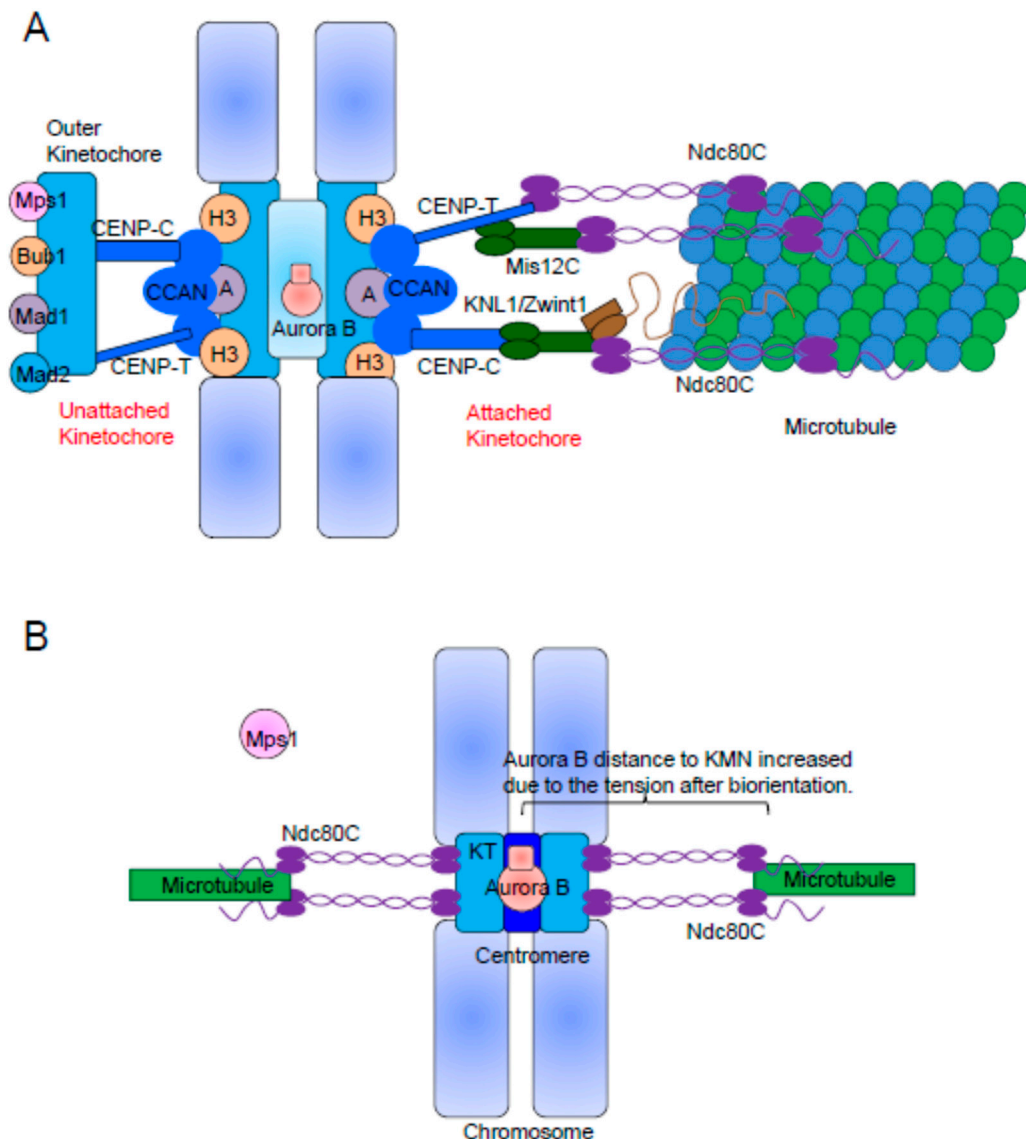 A
Outer
Kinetochore
Ndc80C
Mps1
H3
H3
CENP-T
CENP-C
Bub1
Mis12C
CCAN
A
A
CCAN
KNL1/Zwint1
Mad1
Aurora B
H3
H3
CENP-T
CENP-C
Mad2
Ndc80C
Unattached
Kinetochore
Attached
Kinetochore
Microtubule
B
Mps1
Aurora B distance to KMN increased
due to the tension after biorientation.
Ndc80C
KT
Microtubule
Aurora B
Microtubule
Ndc80C
Centromere
Chromosome